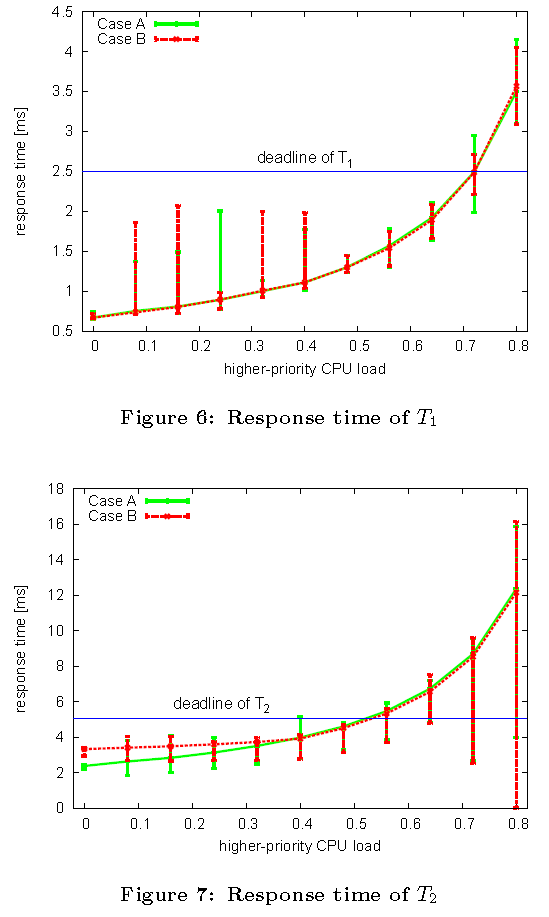 4.5
4
3.5
3
2.5
2
1.5
1
0.5
response time [ms]
Case A
Case B
deadline of T1
0 0.1 0.2 0.3 0.4 0.5 0.6 0.7 0.8
higher-priority CPU load
Figure 6: Response time of T1
18
16
14
12
10
8
6
4
2
0
response time [ms]
Case A
Case B
deadline of T2
0 0.1 0.2 0.3 0.4 0.5 0.6 0.7 0.8
higher-priority CPU load
Figure 7: Response time of T2